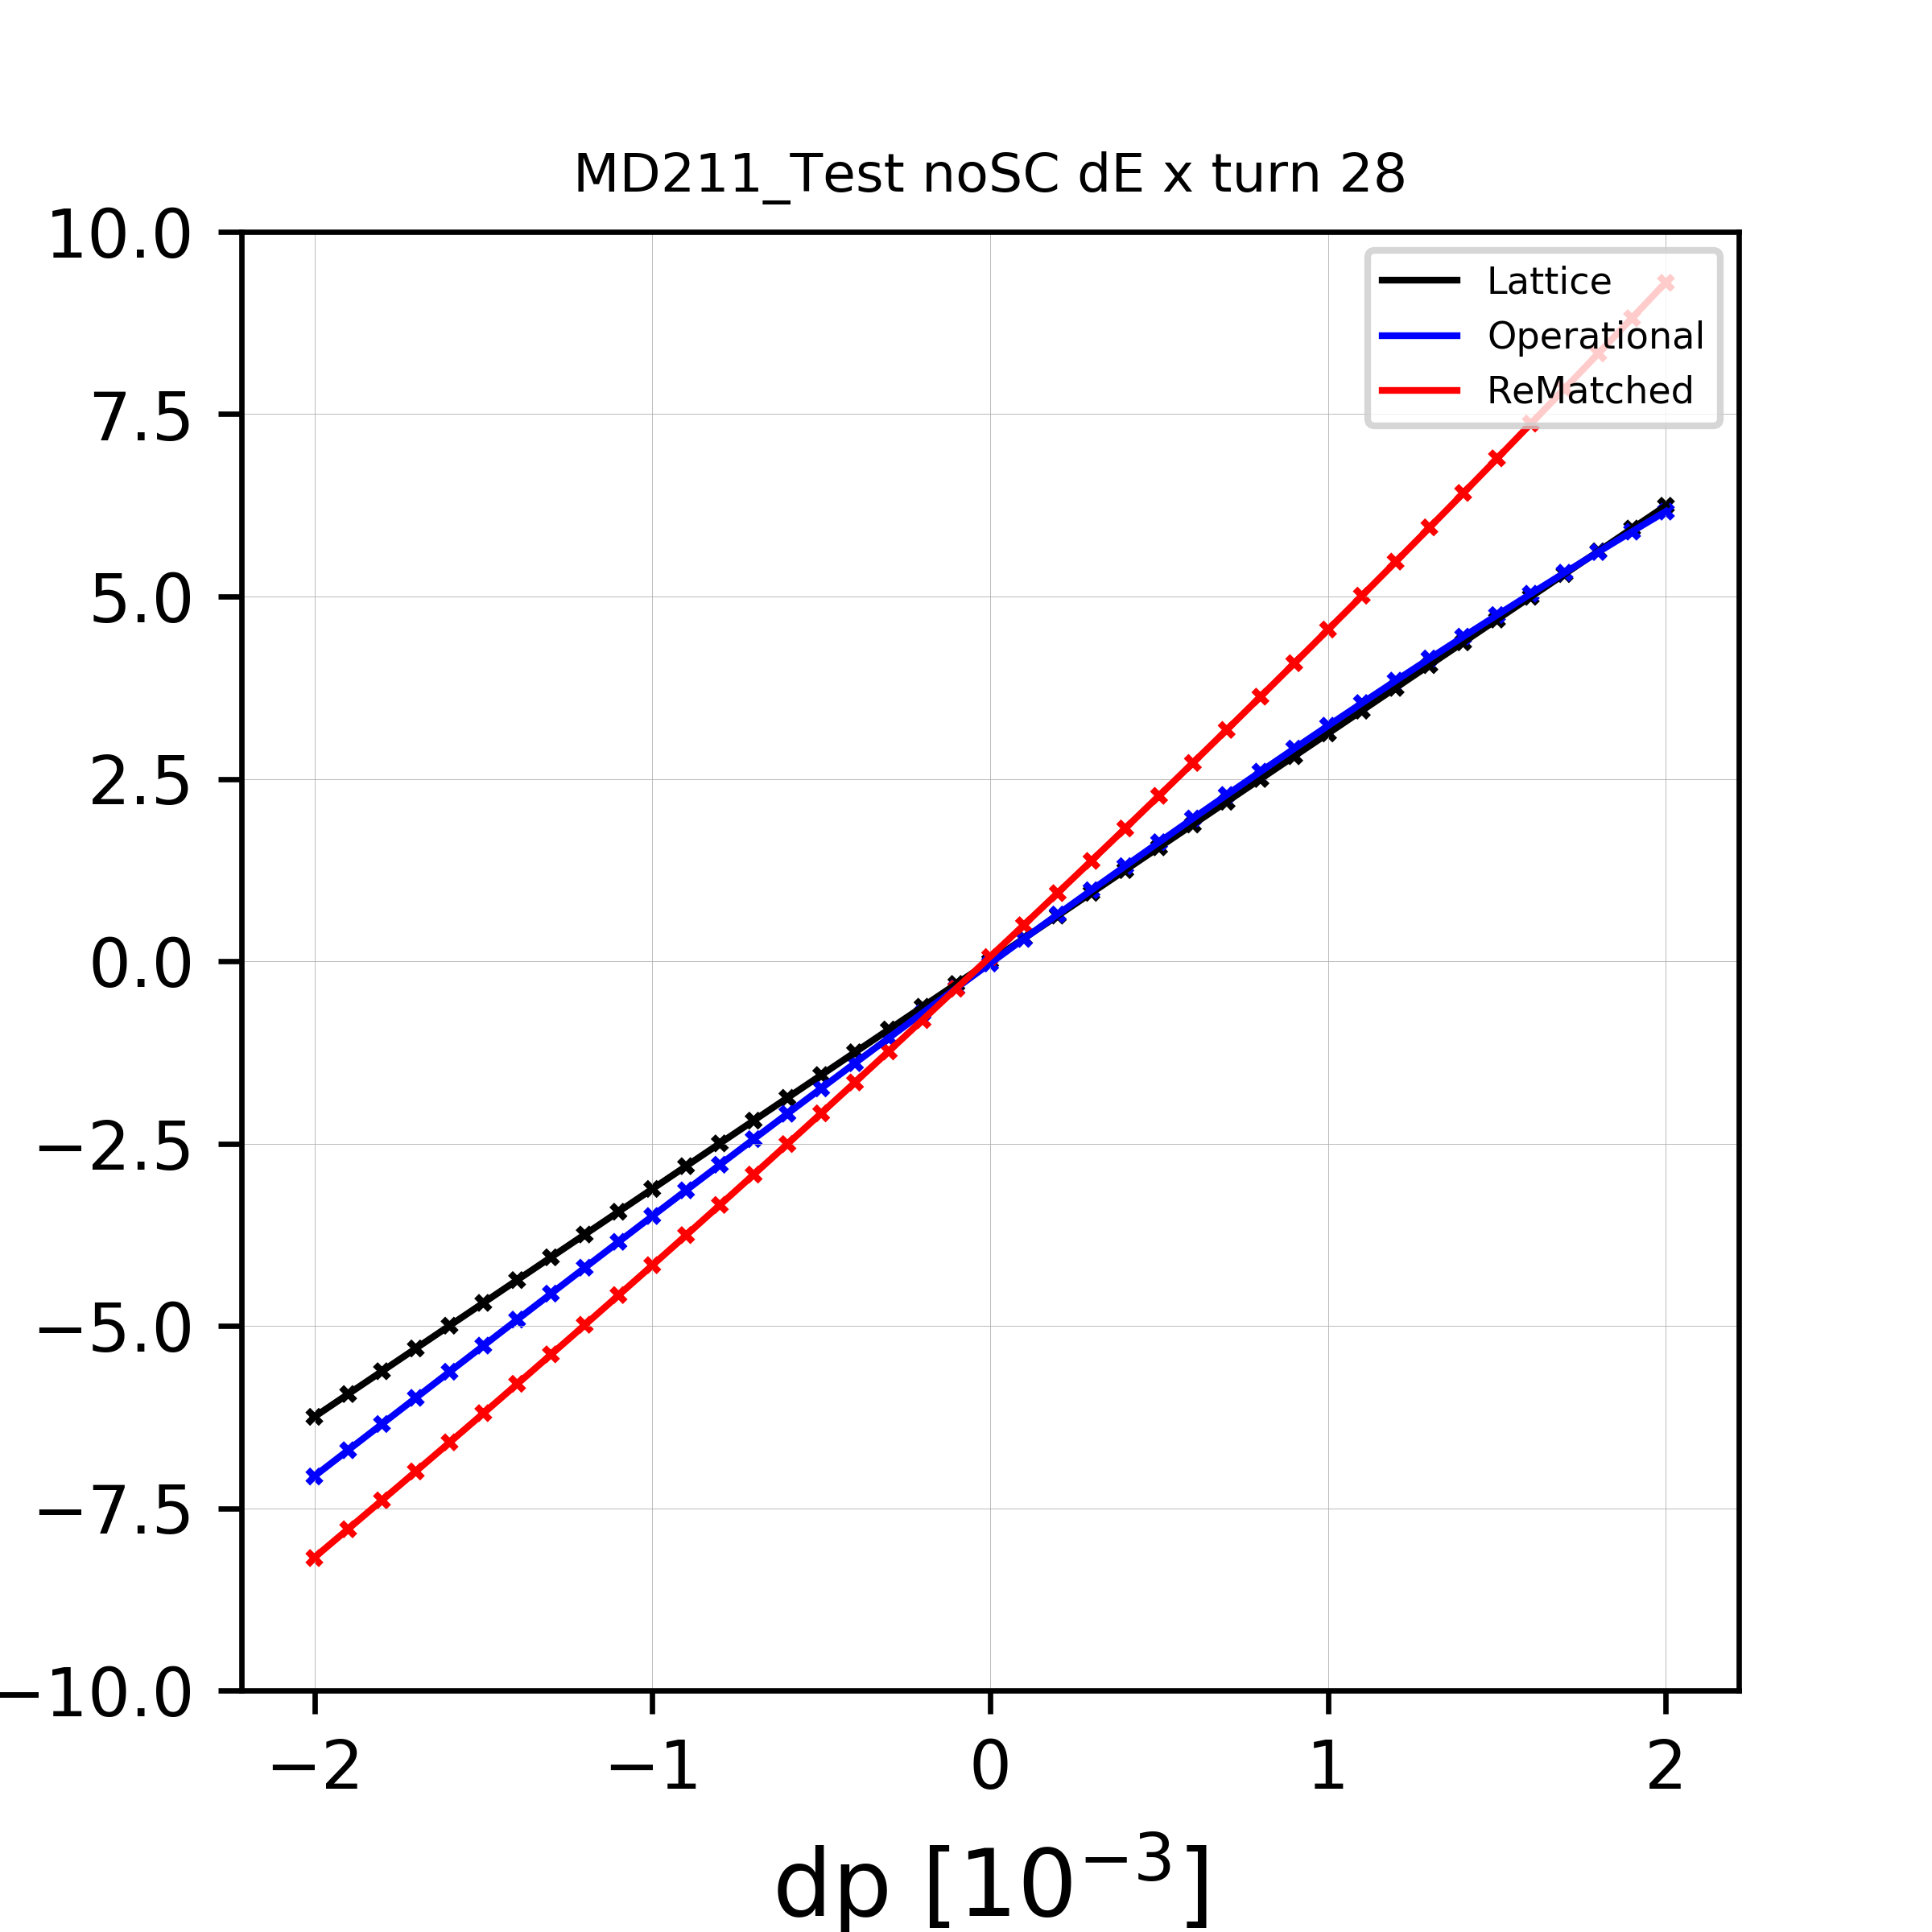 MD211_Test noSC dE x turn 28
10.0
7.5
5.0
2.5
0.0
−2.5
−5.0
−7.5
−10.0
Lattice
Operational
ReMatched
−2 −1 0 1 2
dp [10⁻³]